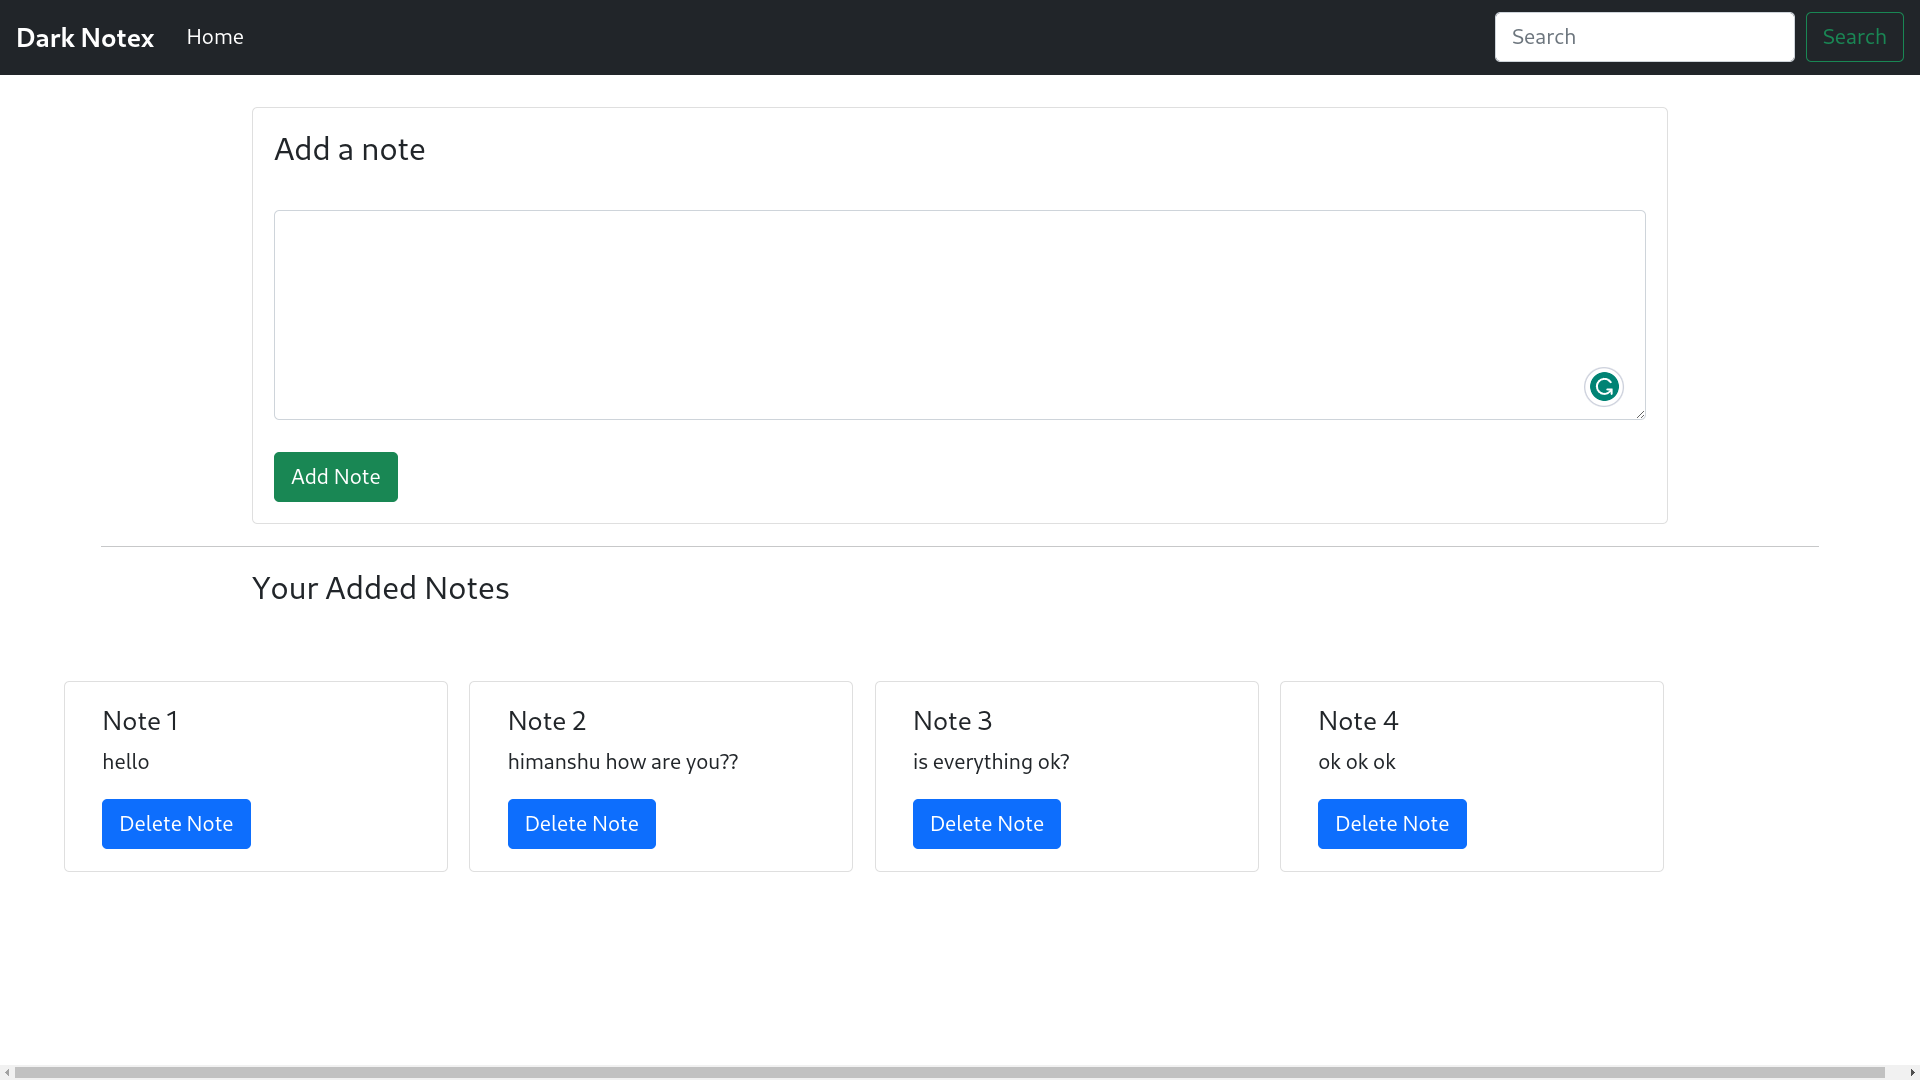 Dark Notex Home Search Search
Add a note
Add Note
Your Added Notes
Note 1
hello
Delete Note
Note 2
himanshu how are you??
Delete Note
Note 3
is everything ok?
Delete Note
Note 4
ok ok ok
Delete Note